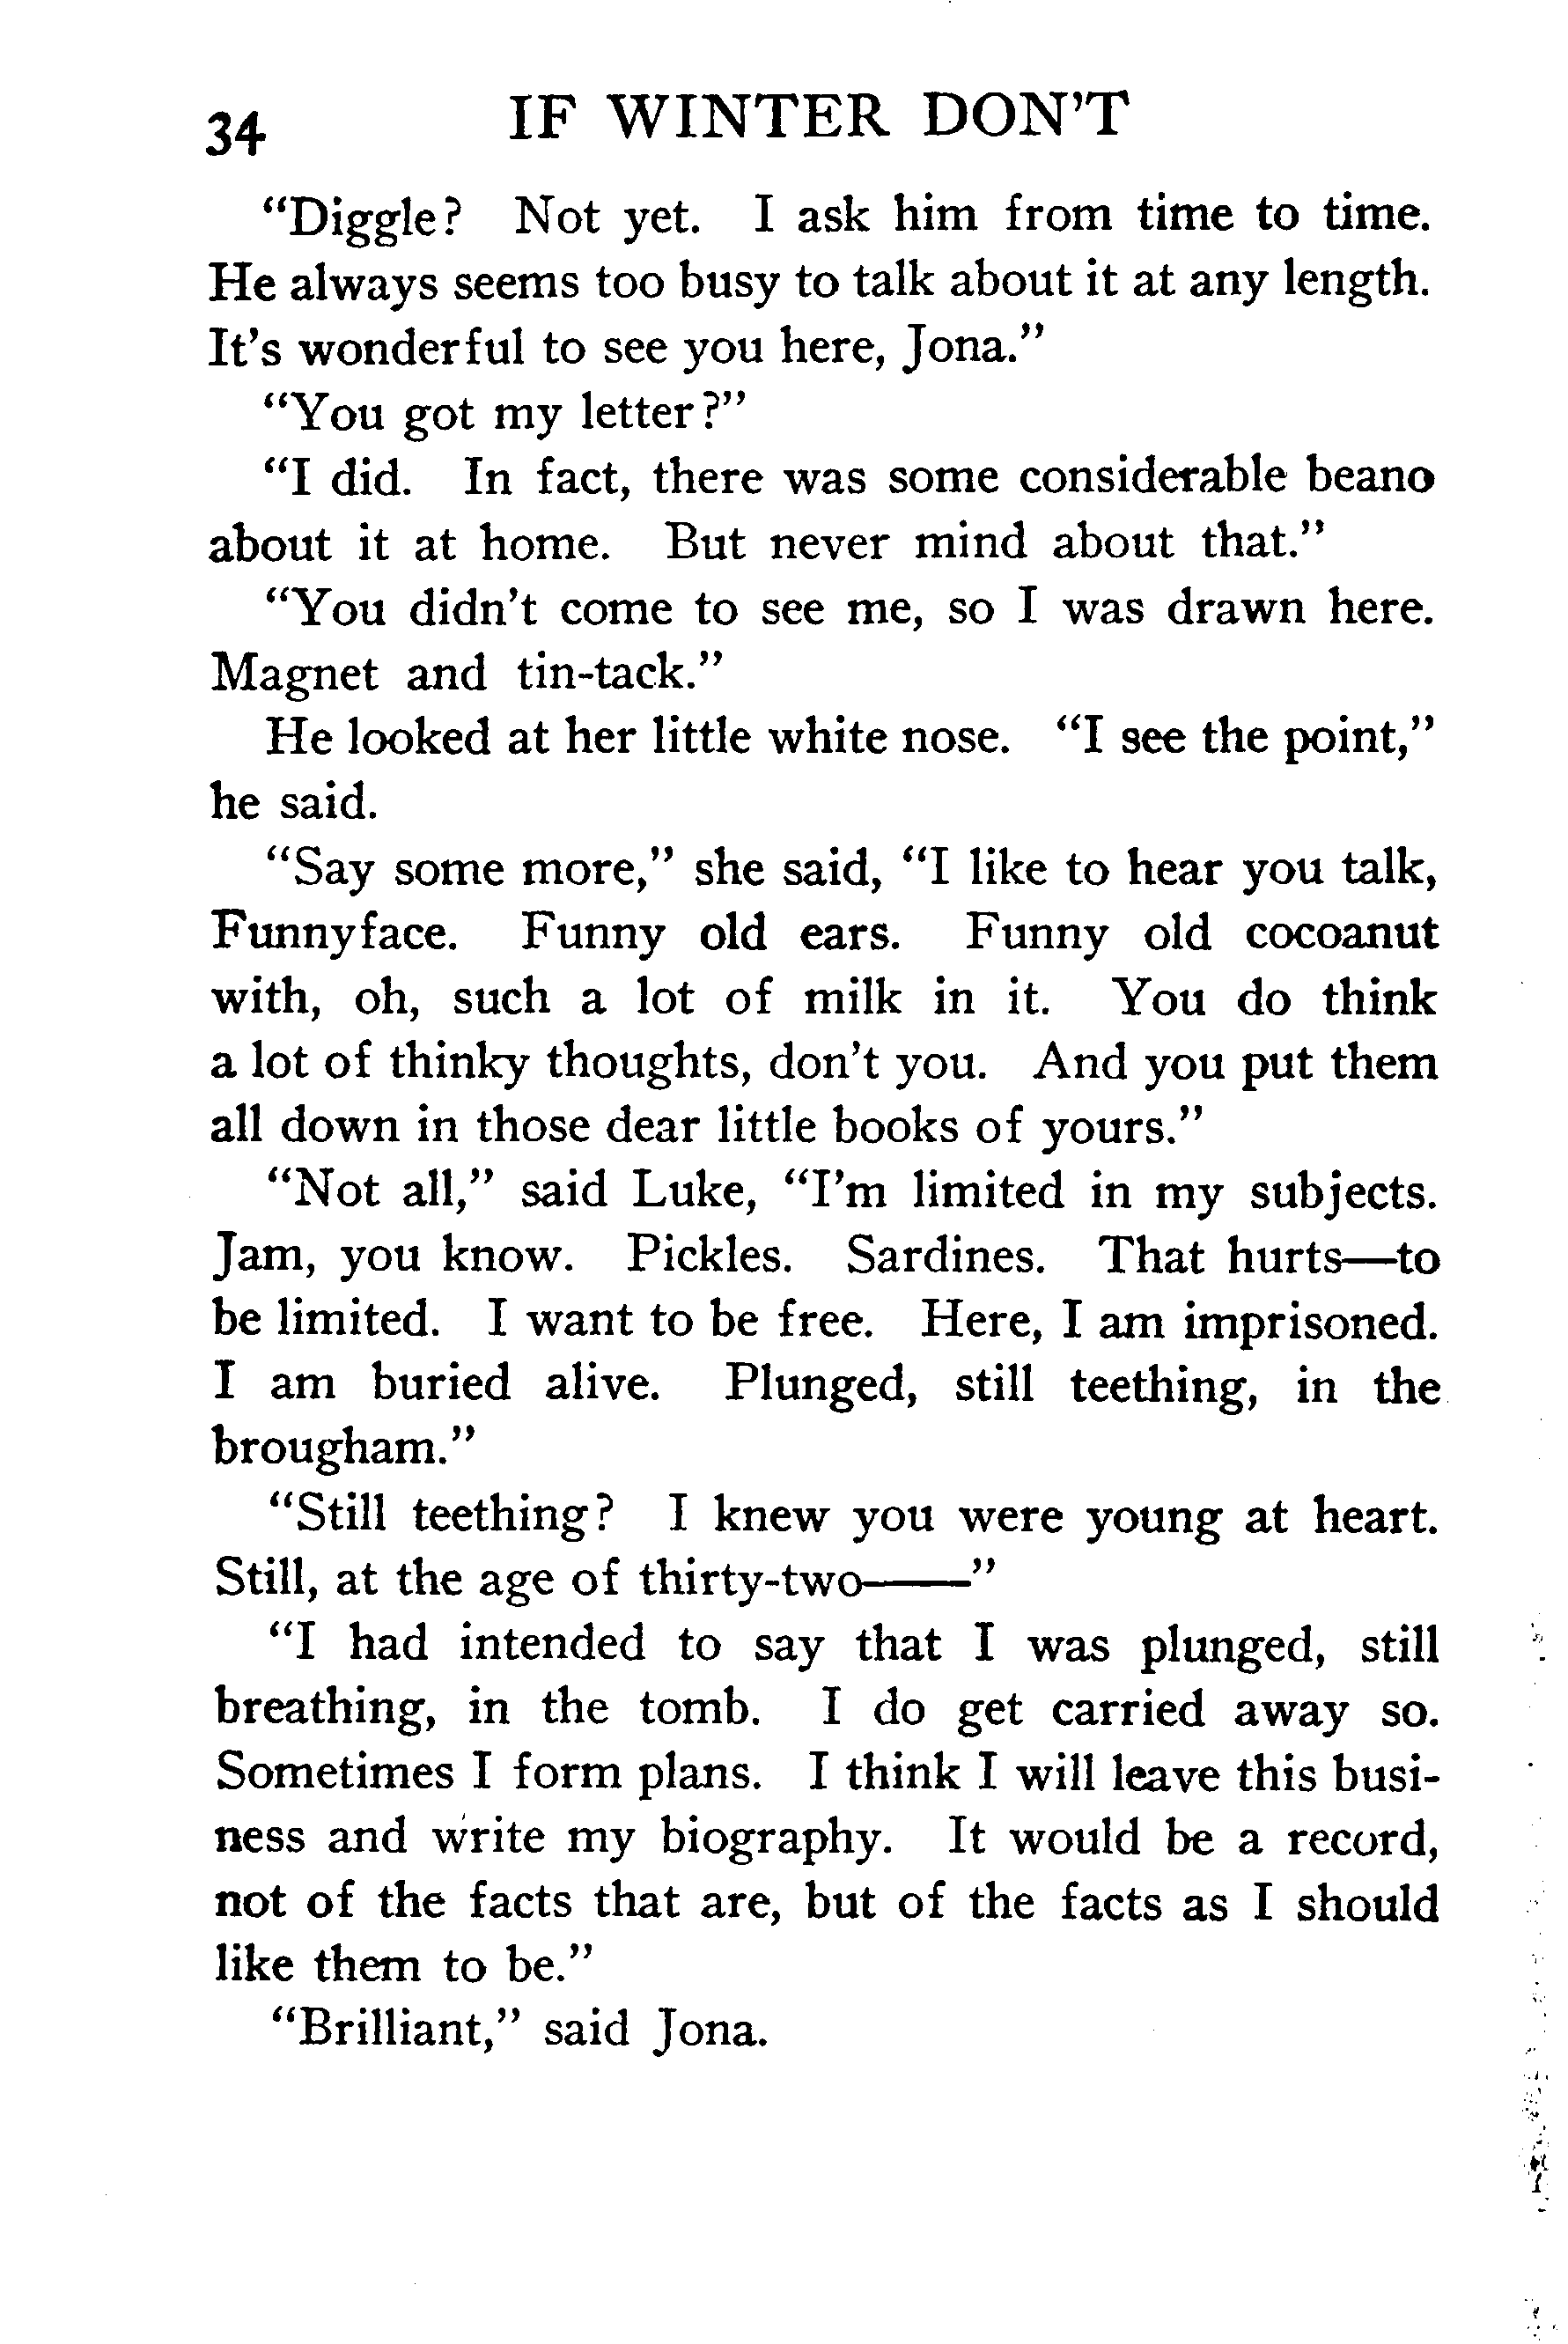 34 IF WINTER DON'T
"Diggle? Not yet. I ask him from time to time.
He always seems too busy to talk about it at any length.
It's wonderful to see you here, Jona."
"You got my letter?"
"I did. In fact, there was some considerable beano
about it at home. But never mind about that."
"You didn't come to see me, so I was drawn here.
Magnet and tin-tack."
He looked at her little white nose. "I see the point,"
he said.
"Say some more," she said, "I like to hear you talk,
Funnyface. Funny old ears. Funny old cocoanut
with, oh, such a lot of milk in it. You do think
a lot of thinky thoughts, don't you. And you put them
all down in those dear little books of yours."
"Not all," said Luke, "I'm limited in my subjects.
Jam, you know. Pickles. Sardines. That hurts—to
be limited. I want to be free. Here, I am imprisoned.
I am buried alive. Plunged, still teething, in the
brougham."
"Still teething? I knew you were young at heart.
Still, at the age of thirty-two——"
"I had intended to say that I was plunged, still
breathing, in the tomb. I do get carried away so.
Sometimes I form plans. I think I will leave this busi-
ness and write my biography. It would be a record,
not of the facts that are, but of the facts as I should
like them to be."
"Brilliant," said Jona.